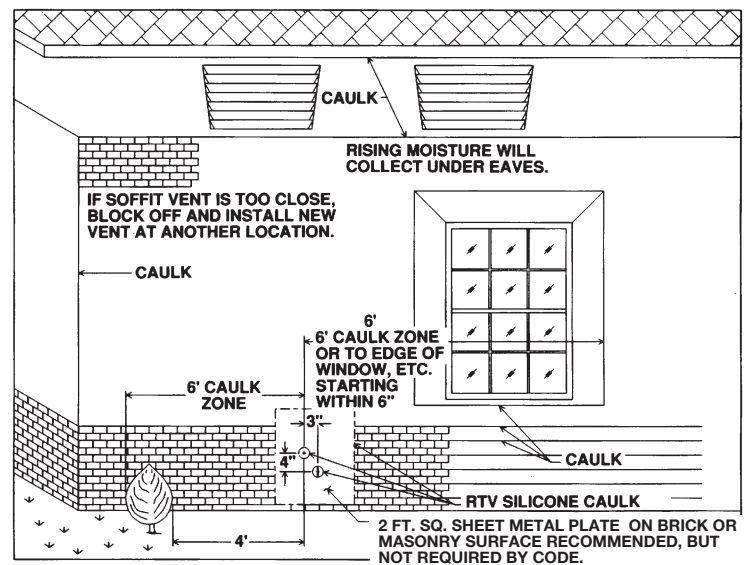 CAULK
RISING MOISTURE WILL
COLLECT UNDER EAVES.
IF SOFFIT VENT IS TOO CLOSE,
BLOCK OFF AND INSTALL NEW
VENT AT ANOTHER LOCATION.
CAULK
6'
6' CAULK ZONE
OR TO EDGE OF
WINDOW, ETC.
STARTING
WITHIN 6"
6' CAULK
ZONE
3"
4"
CAULK
RTV SILICONE CAULK
2 FT. SQ. SHEET METAL PLATE ON BRICK OR
MASONRY SURFACE RECOMMENDED, BUT
NOT REQUIRED BY CODE.
4'